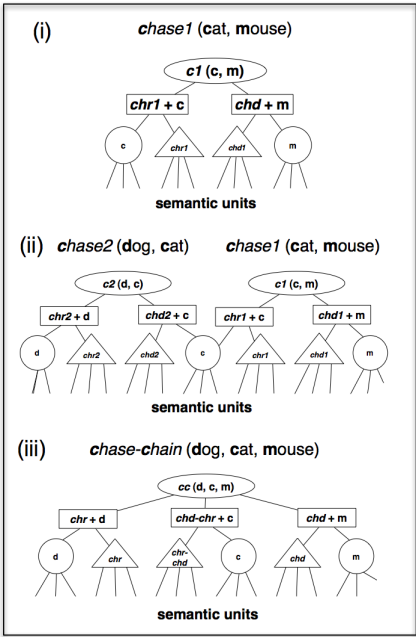 (i) chase1 (cat, mouse)
c1 (c, m)
chr1 + c chd + m
c chr1 chd1 m
semantic units
(ii) chase2 (dog, cat) chase1 (cat, mouse)
c2 (d, c) c1 (c, m)
chr2 + d chd2 + c chr1 + c chd1 + m
d chr2 chd2 c chr1 chd1 m
semantic units
(iii) chase-chain (dog, cat, mouse)
cc (d, c, m)
chr + d chd-chr + c chd + m
d chr chr-chd c chd m
semantic units